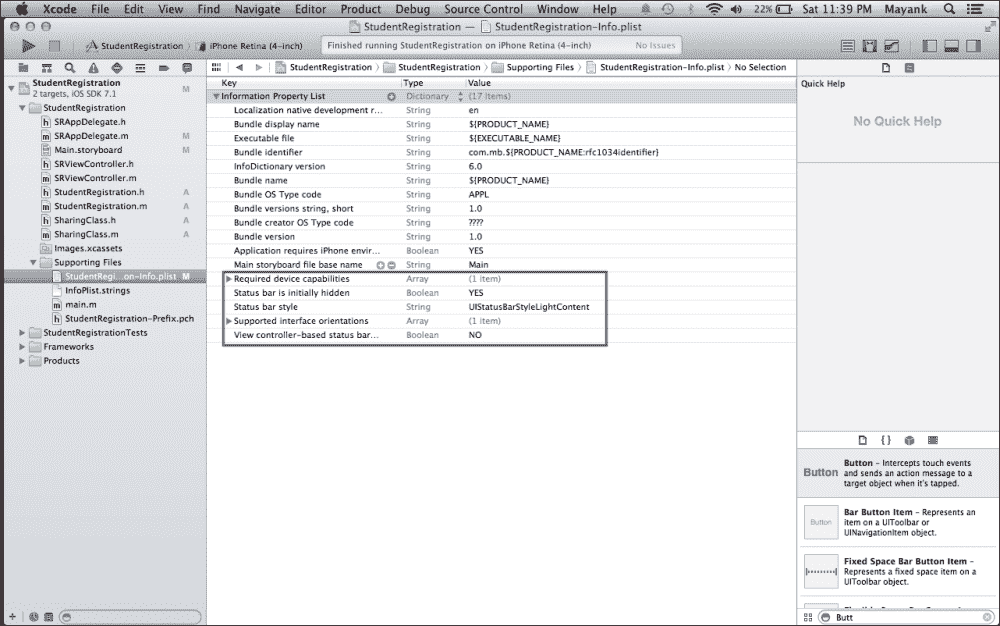 Xcode File Edit View Find Navigate Editor Product Debug Source Control Window Help 22% Sat 11:39 PM Mayank
StudentRegistration — StudentRegistration-Info.plist
StudentRegistration iPhone Retina (4-inch) Finished running StudentRegistration on iPhone Retina (4-inch) No Issues
StudentRegistration StudentRegistration Supporting Files StudentRegistration-Info.plist No Selection
StudentRegistration
2 targets, iOS SDK 7.1 M
StudentRegistration
SRAppDelegate.h
SRAppDelegate.m M
Main.storyboard M
SRViewController.h
SRViewController.m
StudentRegistration.h A
StudentRegistration.m A
SharingClass.h A
SharingClass.m A
Images.xcassets
Supporting Files
StudentRegi...on-Info.plist M
InfoPlist.strings
main.m
StudentRegistration-Prefix.pch
StudentRegistrationTests
Frameworks
Products
Key Type Value
Information Property List Dictionary (17 items)
Localization native development r... String en
Bundle display name String ${PRODUCT_NAME}
Executable file String ${EXECUTABLE_NAME}
Bundle identifier String com.mb.${PRODUCT_NAME:rfc1034identifier}
InfoDictionary version String 6.0
Bundle name String ${PRODUCT_NAME}
Bundle OS Type code String APPL
Bundle versions string, short String 1.0
Bundle creator OS Type code String ????
Bundle version String 1.0
Application requires iPhone envir... Boolean YES
Main storyboard file base name String Main
Required device capabilities Array (1 item)
Status bar is initially hidden Boolean YES
Status bar style String UIStatusBarStyleLightContent
Supported interface orientations Array (1 item)
View controller-based status bar... Boolean NO
Quick Help
No Quick Help
Button
Button - Intercepts touch events
and sends an action message to a
target object when it's tapped.
Button
Bar Button Item - Represents an
item on a UIToolbar or
UINavigationItem object.
Fixed Space Bar Button Item -
Represents a fixed space item on a
UIToolbar object.
Butt